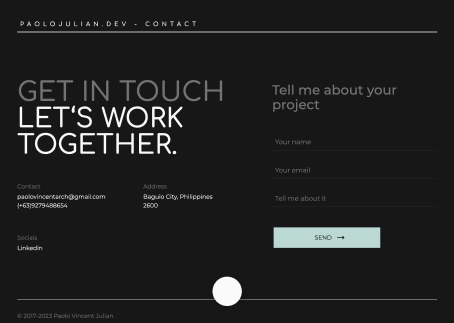 PAOLOJULIAN.DEV - CONTACT
GET IN TOUCH
LET'S WORK
TOGETHER.
Contact
paolovincentarch@gmail.com
(+63)9279488654
Address
Baguio City, Philippines
2600
Socials
Linkedin
Tell me about your
project
Your name
Your email
Tell me about it
SEND →
© 2017-2023 Paolo Vincent Julian